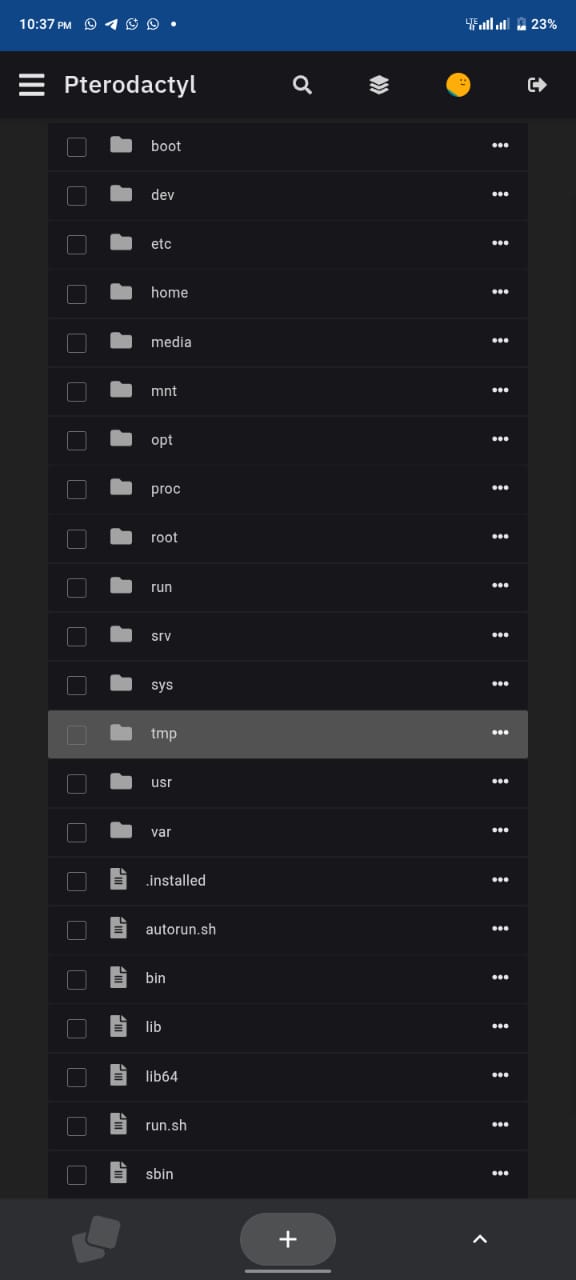 10:37 PM LTE 23%
Pterodactyl
boot
dev
etc
home
media
mnt
opt
proc
root
run
srv
sys
tmp
usr
var
.installed
autorun.sh
bin
lib
lib64
run.sh
sbin